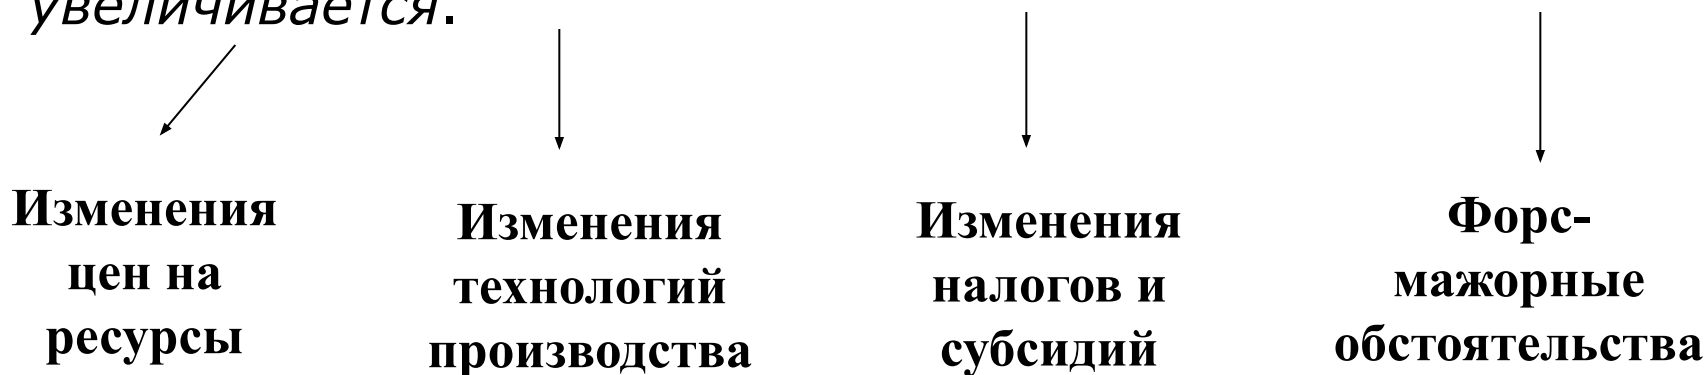 увеличивается.
Изменения
цен на
ресурсы
Изменения
технологий
производства
Изменения
налогов и
субсидий
Форс-
мажорные
обстоятельства